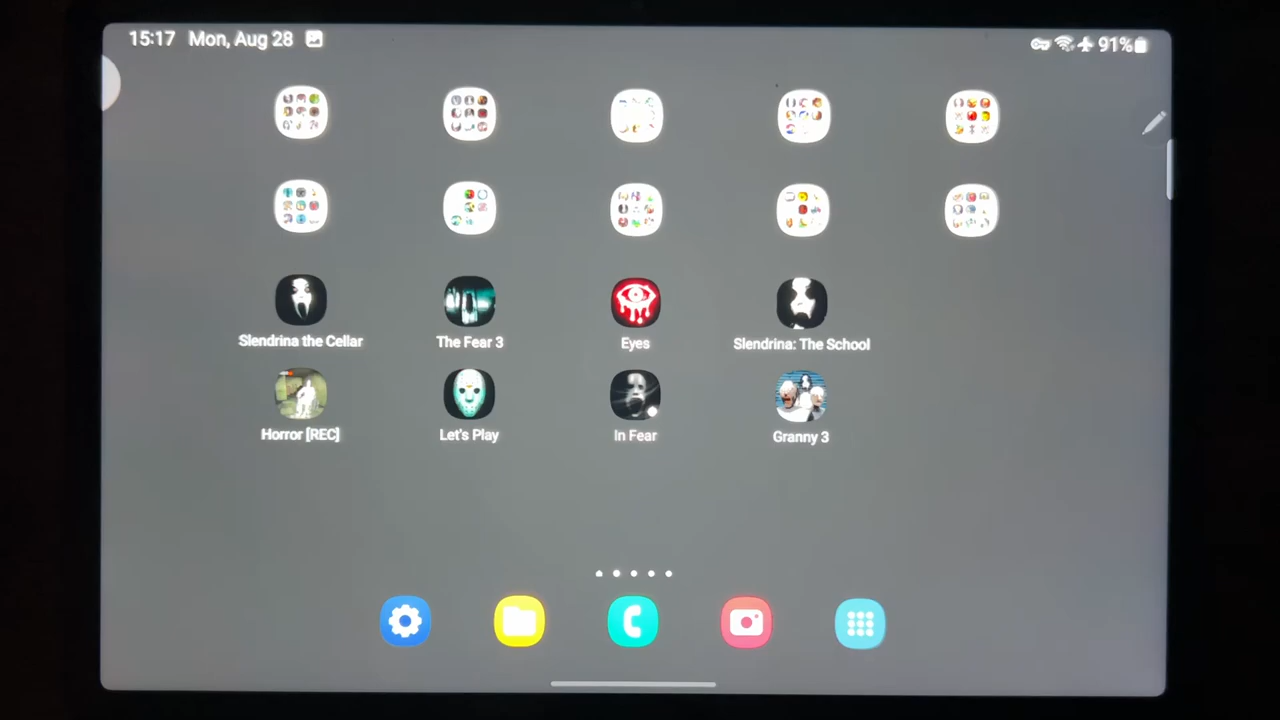 15:17 Mon, Aug 28
91%
Slendrina the Cellar
The Fear 3
Eyes
Slendrina: The School
Horror [REC]
Let's Play
In Fear
Granny 3